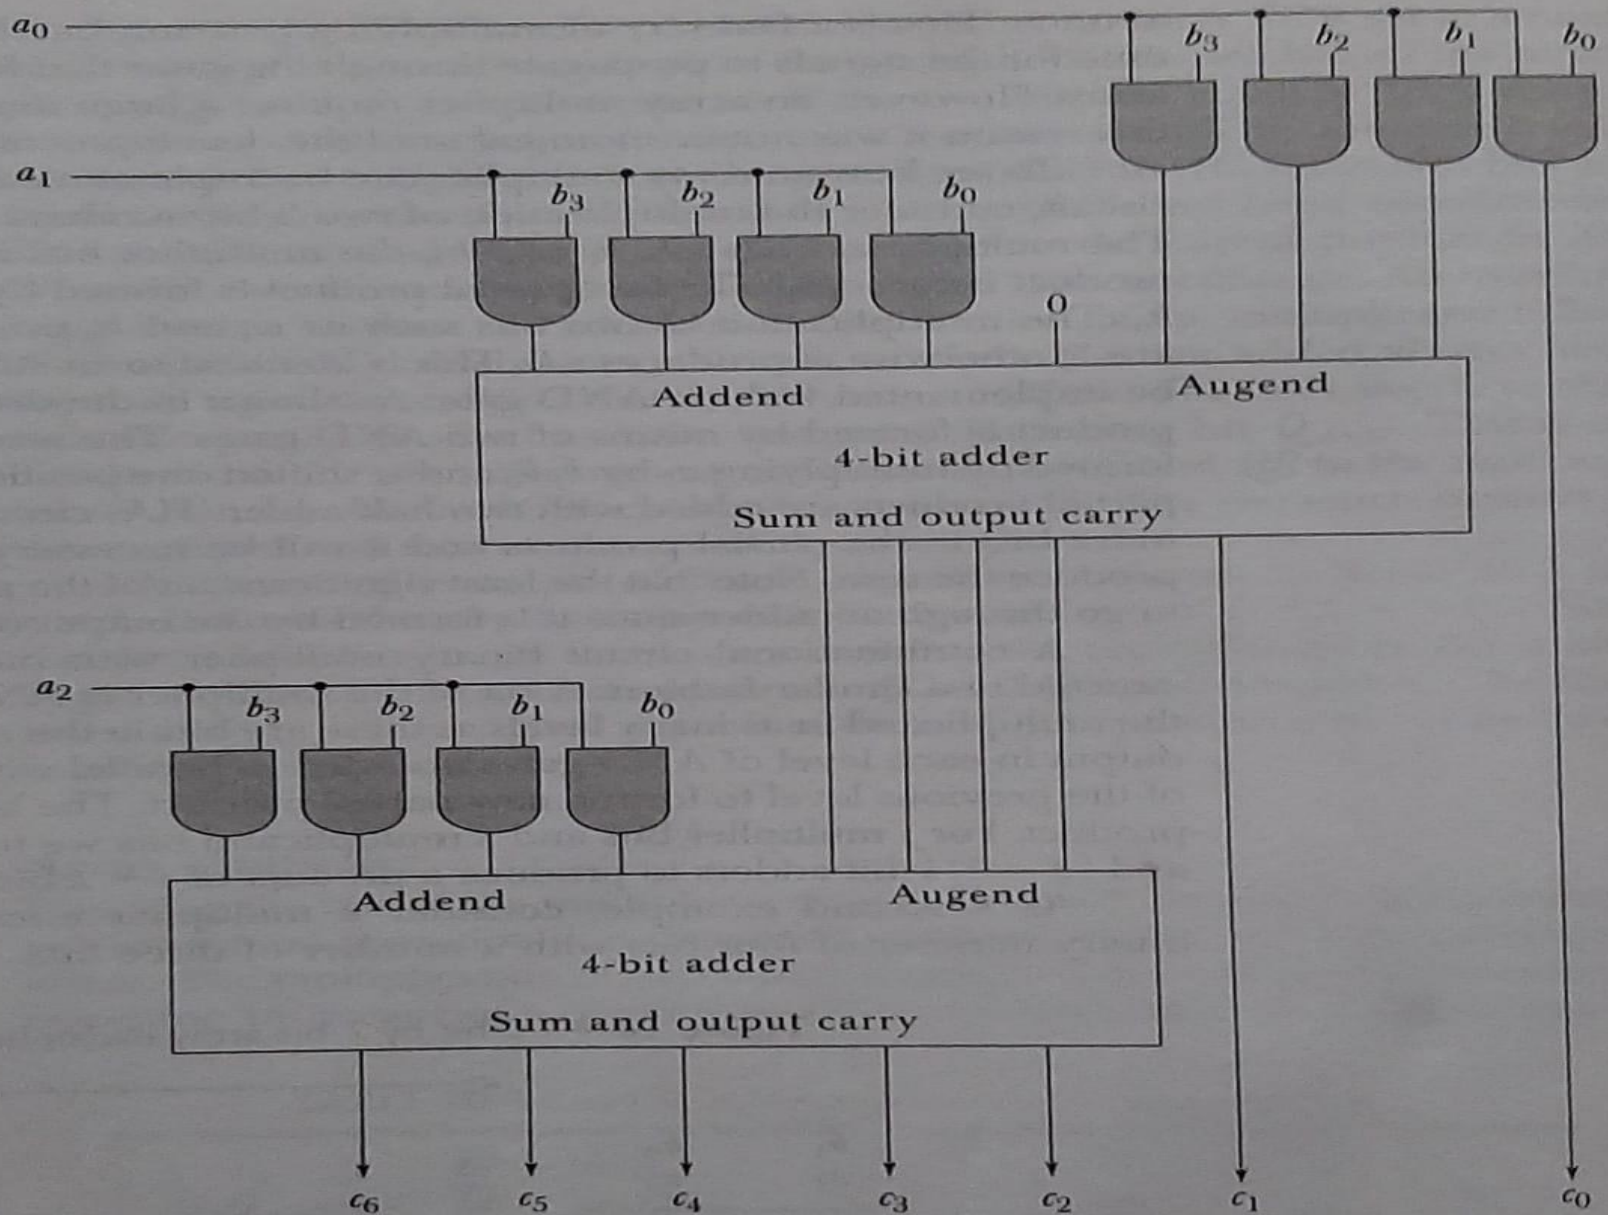 a₀
b₃ b₂ b₁ b₀
a₁
b₃ b₂ b₁ b₀
0
Addend Augend
4-bit adder
Sum and output carry
a₂
b₃ b₂ b₁ b₀
Addend Augend
4-bit adder
Sum and output carry
c₆ c₅ c₄ c₃ c₂ c₁ c₀